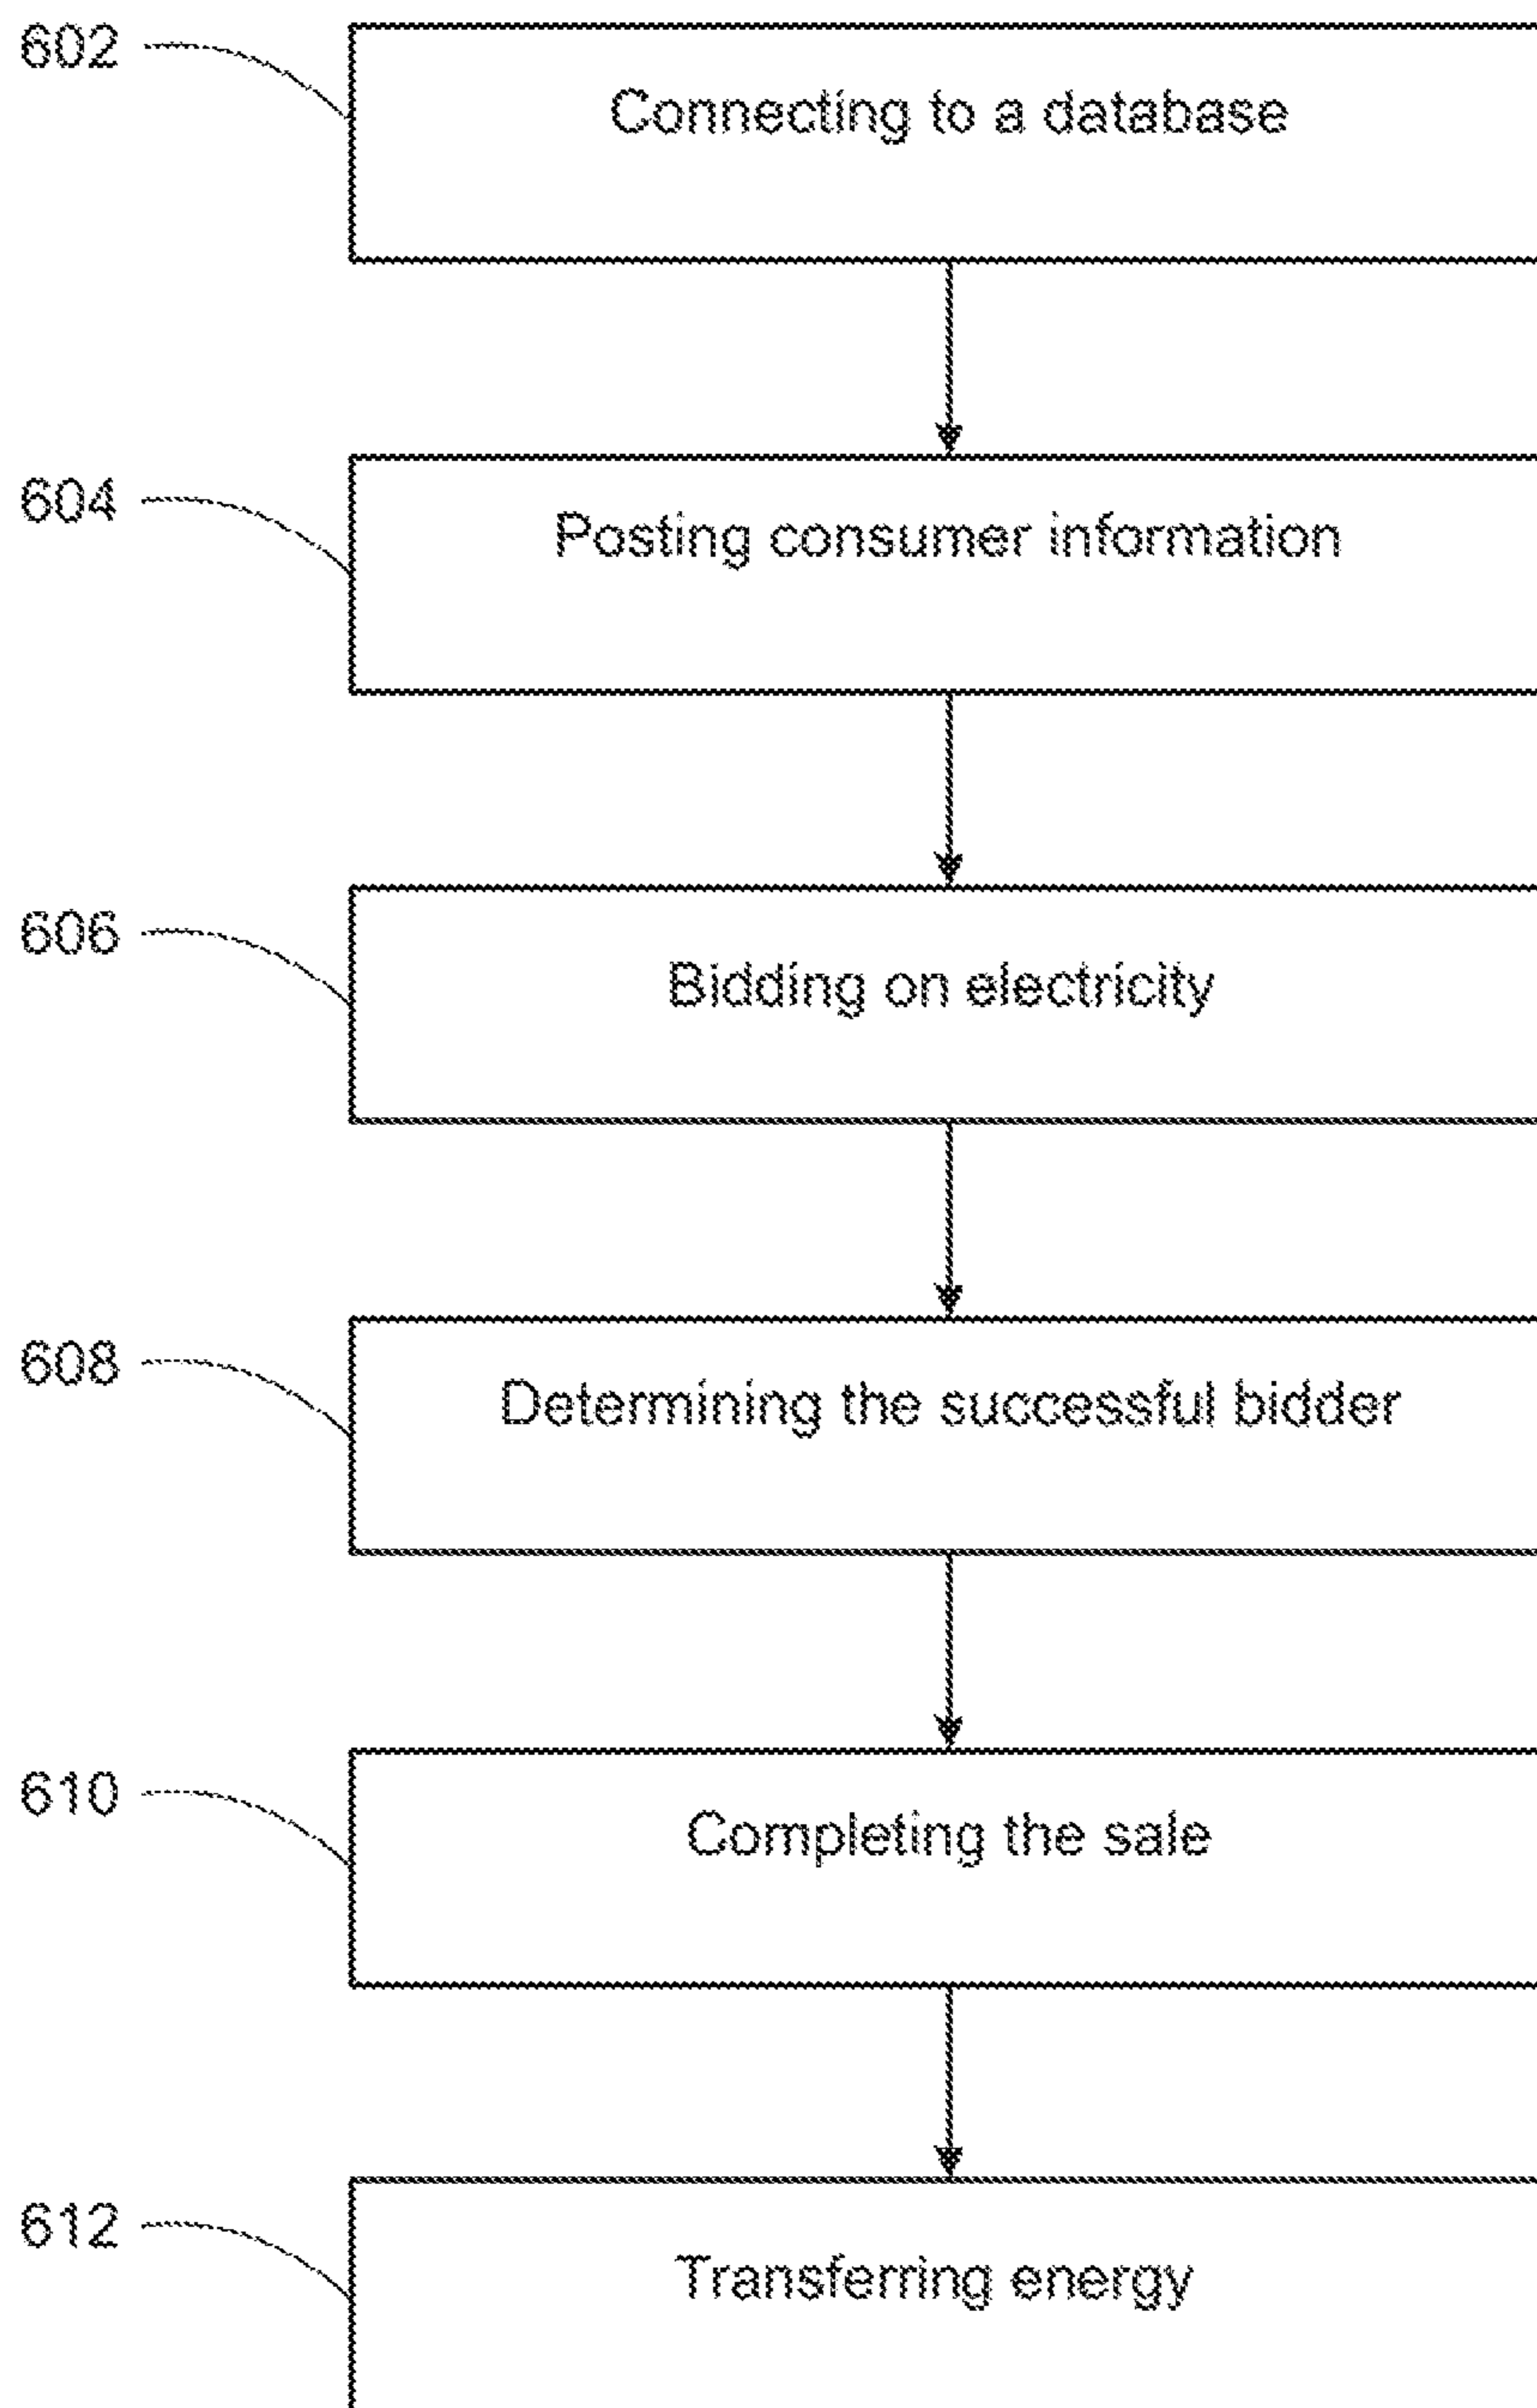 602
Connecting to a database
604
Posting consumer information
606
Bidding on electricity
608
Determining the successful bidder
610
Completing the sale
612
Transferring energy